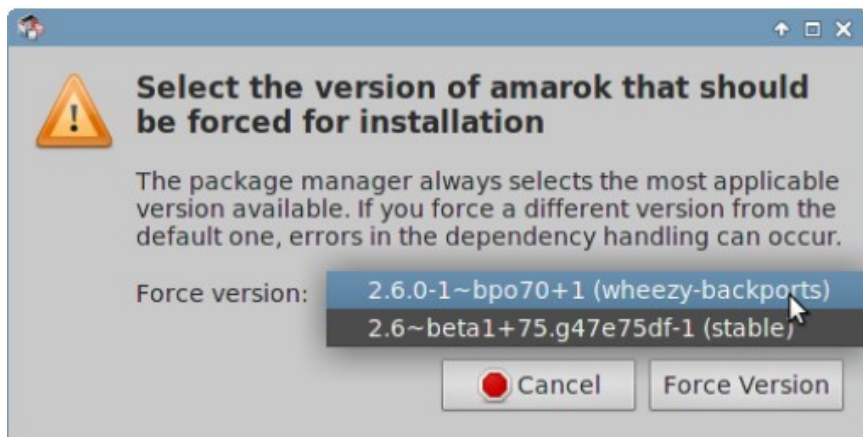 Select the version of amarok that should
be forced for installation
The package manager always selects the most applicable
version available. If you force a different version from the
default one, errors in the dependency handling can occur.
Force version: 2.6.0-1~bpo70+1 (wheezy-backports)
2.6~beta1+75.g47e75df-1 (stable)
Cancel Force Version